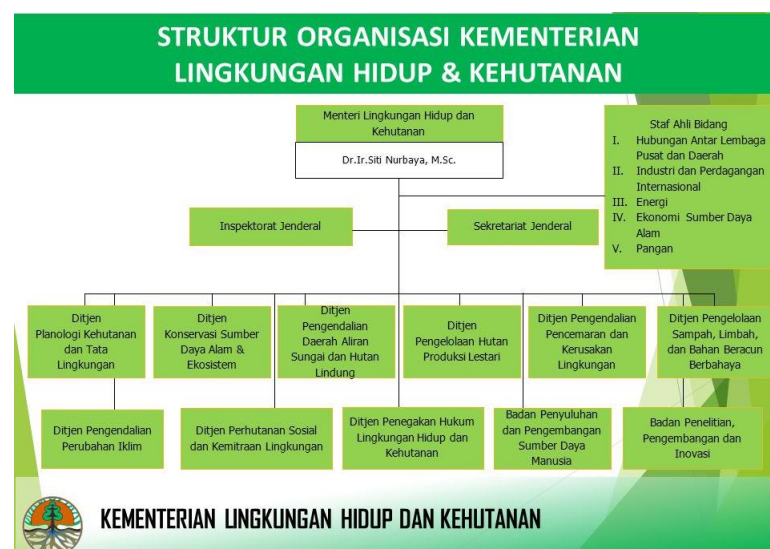 STRUKTUR ORGANISASI KEMENTERIAN
LINGKUNGAN HIDUP & KEHUTANAN
Menteri Lingkungan Hidup dan
Kehutanan
Dr.Ir.Siti Nurbaya, M.Sc.
Staf Ahli Bidang
I. Hubungan Antar Lembaga
Pusat dan Daerah
II. Industri dan Perdagangan
Internasional
III. Energi
IV. Ekonomi Sumber Daya
Alam
V. Pangan
Inspektorat Jenderal
Sekretariat Jenderal
Ditjen
Planologi Kehutanan
dan Tata
Lingkungan
Ditjen
Konservasi Sumber
Daya Alam &
Ekosistem
Ditjen
Pengendalian
Daerah Aliran
Sungai dan Hutan
Lindung
Ditjen
Pengelolaan Hutan
Produksi Lestari
Ditjen Pengendalian
Pencemaran dan
Kerusakan
Lingkungan
Ditjen Pengelolaan
Sampah, Limbah,
dan Bahan Beracun
Berbahaya
Ditjen Pengendalian
Perubahan Iklim
Ditjen Perhutanan Sosial
dan Kemitraan Lingkungan
Ditjen Penegakan Hukum
Lingkungan Hidup dan
Kehutanan
Badan Penyuluhan
dan Pengembangan
Sumber Daya
Manusia
Badan Penelitian,
Pengembangan dan
Inovasi
KEMENTERIAN LINGKUNGAN HIDUP DAN KEHUTANAN